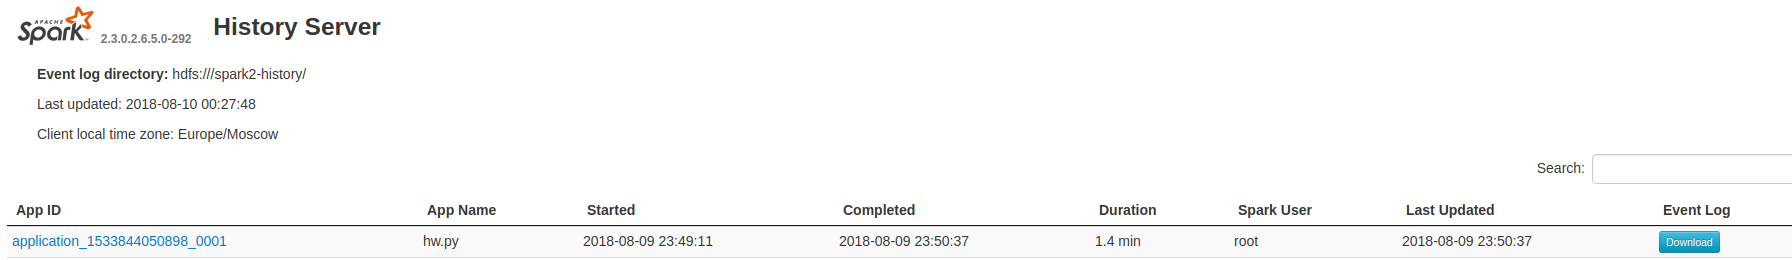 APACHE
Spark 2.3.0.2.6.5.0-292 History Server
Event log directory: hdfs:///spark2-history/
Last updated: 2018-08-10 00:27:48
Client local time zone: Europe/Moscow
Search:
App ID App Name Started Completed Duration Spark User Last Updated Event Log
application_1533844050898_0001 hw.py 2018-08-09 23:49:11 2018-08-09 23:50:37 1.4 min root 2018-08-09 23:50:37 Download